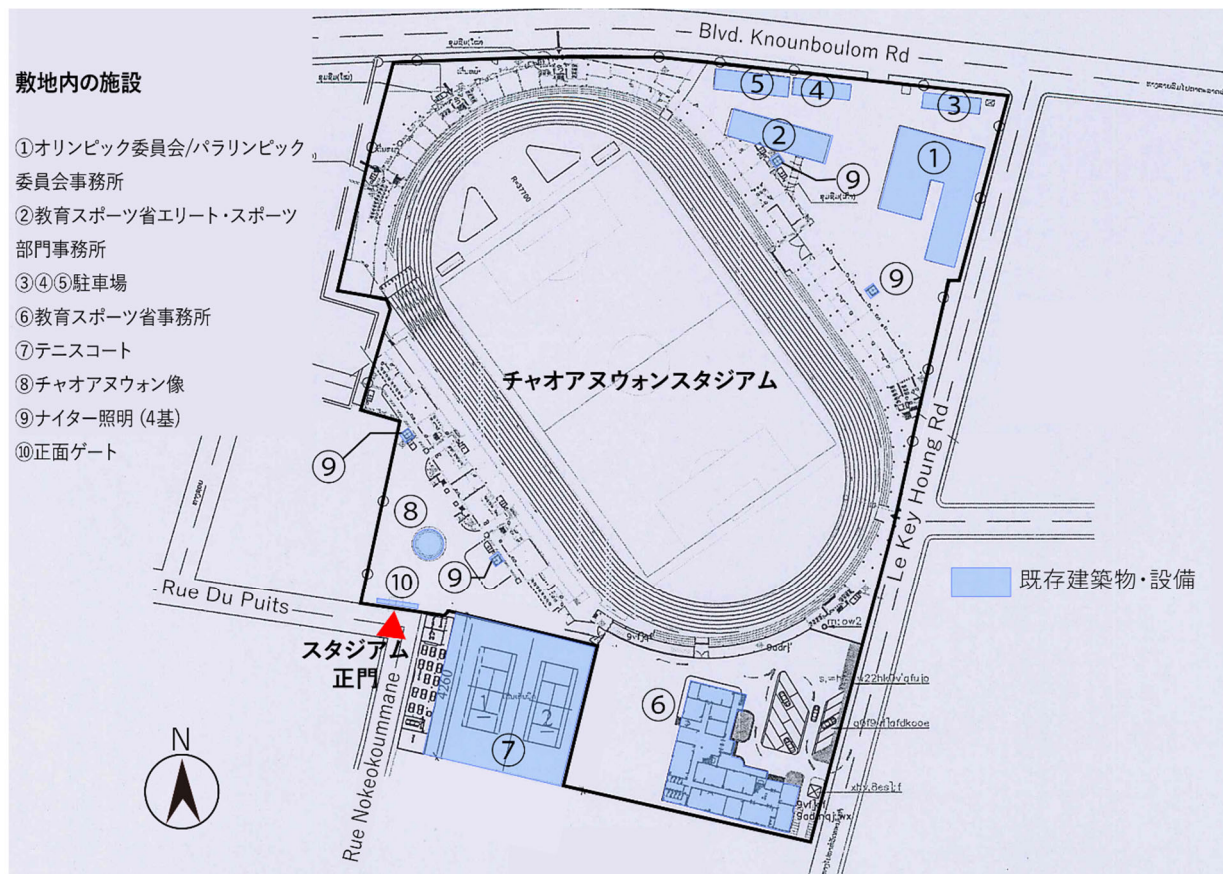 敷地内の施設
①オリンピック委員会/パラリンピック
委員会事務所
②教育スポーツ省エリート・スポーツ
部門事務所
③④⑤駐車場
⑥教育スポーツ省事務所
⑦テニスコート
⑧チャオアヌウォン像
⑨ナイター照明 (4基)
⑩正面ゲート
Blvd. Knounboulom Rd
⑤
④
③
②
①
⑨
⑨
R=37700
チャオアヌウォンスタジアム
Le Key Houng Rd
⑨
⑧
⑨
⑩
Rue Du Puits
スタジアム
正門
既存建築物・設備
4260
1
2
⑦
⑥
Rue Nokeokoummane
N